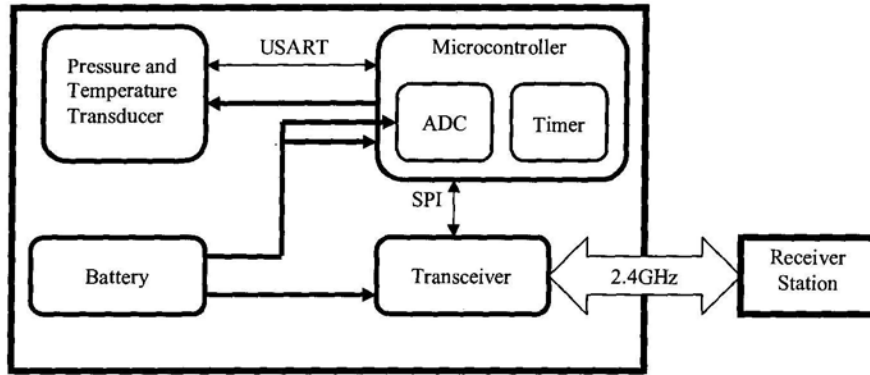 USART
Microcontroller
Pressure and
Temperature
Transducer
ADC
Timer
SPI
Battery
Transceiver
2.4GHz
Receiver
Station